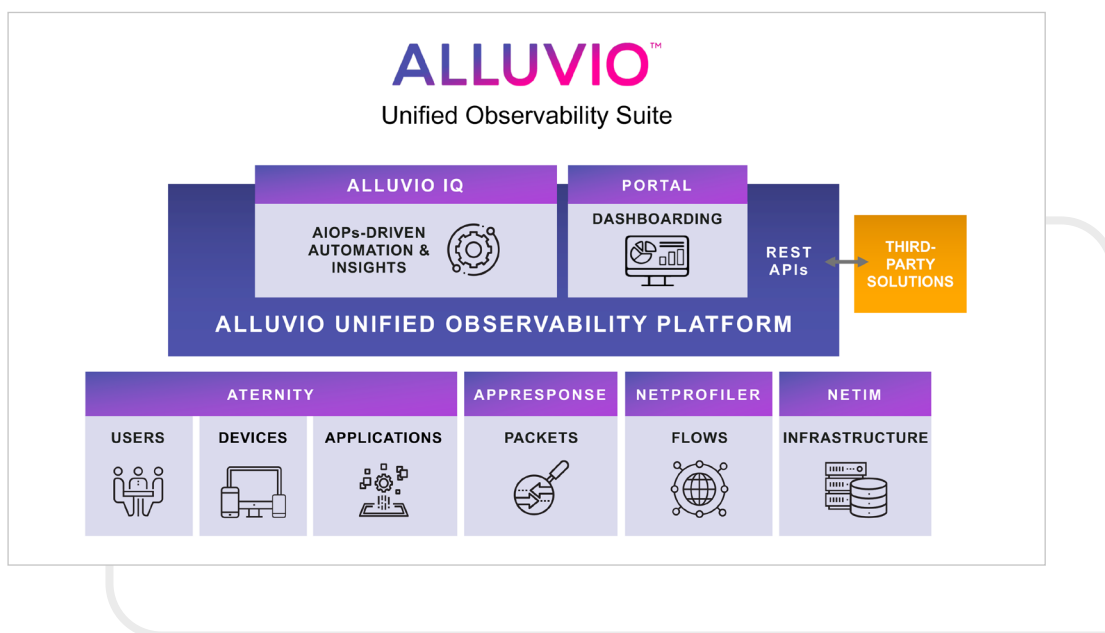 ALLUVIO™
Unified Observability Suite
ALLUVIO IQ
AIOPs-DRIVEN
AUTOMATION &
INSIGHTS
PORTAL
DASHBOARDING
REST
APIs
THIRD-
PARTY
SOLUTIONS
ALLUVIO UNIFIED OBSERVABILITY PLATFORM
ATERNITY
USERS
DEVICES
APPLICATIONS
APPRESPONSE
PACKETS
NETPROFILER
FLOWS
NETIM
INFRASTRUCTURE